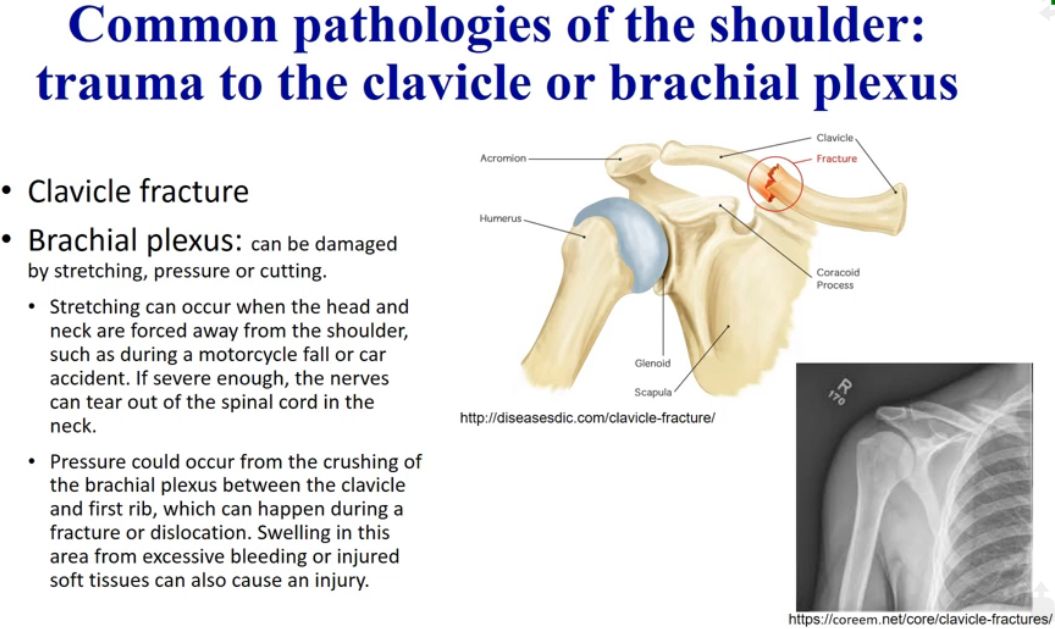 Common pathologies of the shoulder:
trauma to the clavicle or brachial plexus
• Clavicle fracture
• Brachial plexus: can be damaged
by stretching, pressure or cutting.
• Stretching can occur when the head and
neck are forced away from the shoulder,
such as during a motorcycle fall or car
accident. If severe enough, the nerves
can tear out of the spinal cord in the
neck.
• Pressure could occur from the crushing of
the brachial plexus between the clavicle
and first rib, which can happen during a
fracture or dislocation. Swelling in this
area from excessive bleeding or injured
soft tissues can also cause an injury.
Clavicle
Acromion
Fracture
Humerus
Coracoid
Process
Glenoid
Scapula
http://diseasesdic.com/clavicle-fracture/
R
170
https://coreem.net/core/clavicle-fractures/